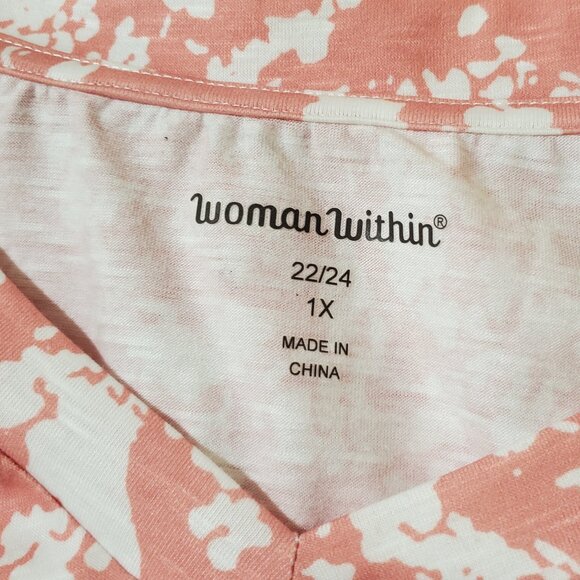 woman within®
22/24
1X
MADE IN
CHINA